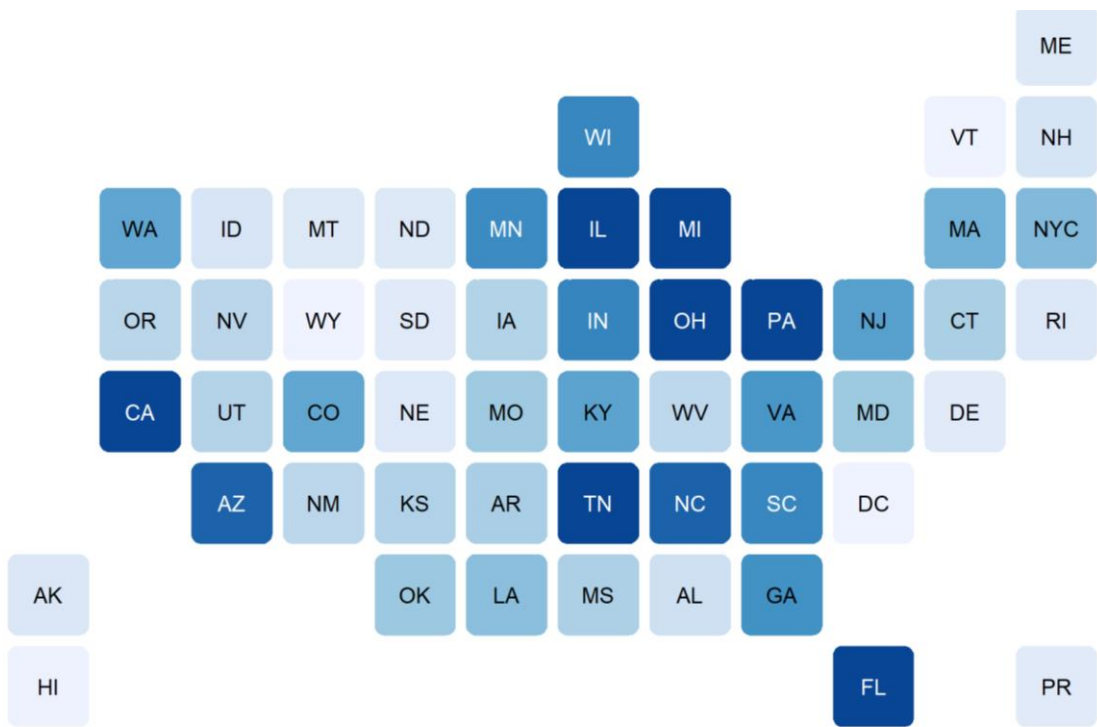 ME
WI VT NH
WA ID MT ND MN IL MI MA NYC
OR NV WY SD IA IN OH PA NJ CT RI
CA UT CO NE MO KY WV VA MD DE
AZ NM KS AR TN NC SC DC
AK OK LA MS AL GA
HI FL PR